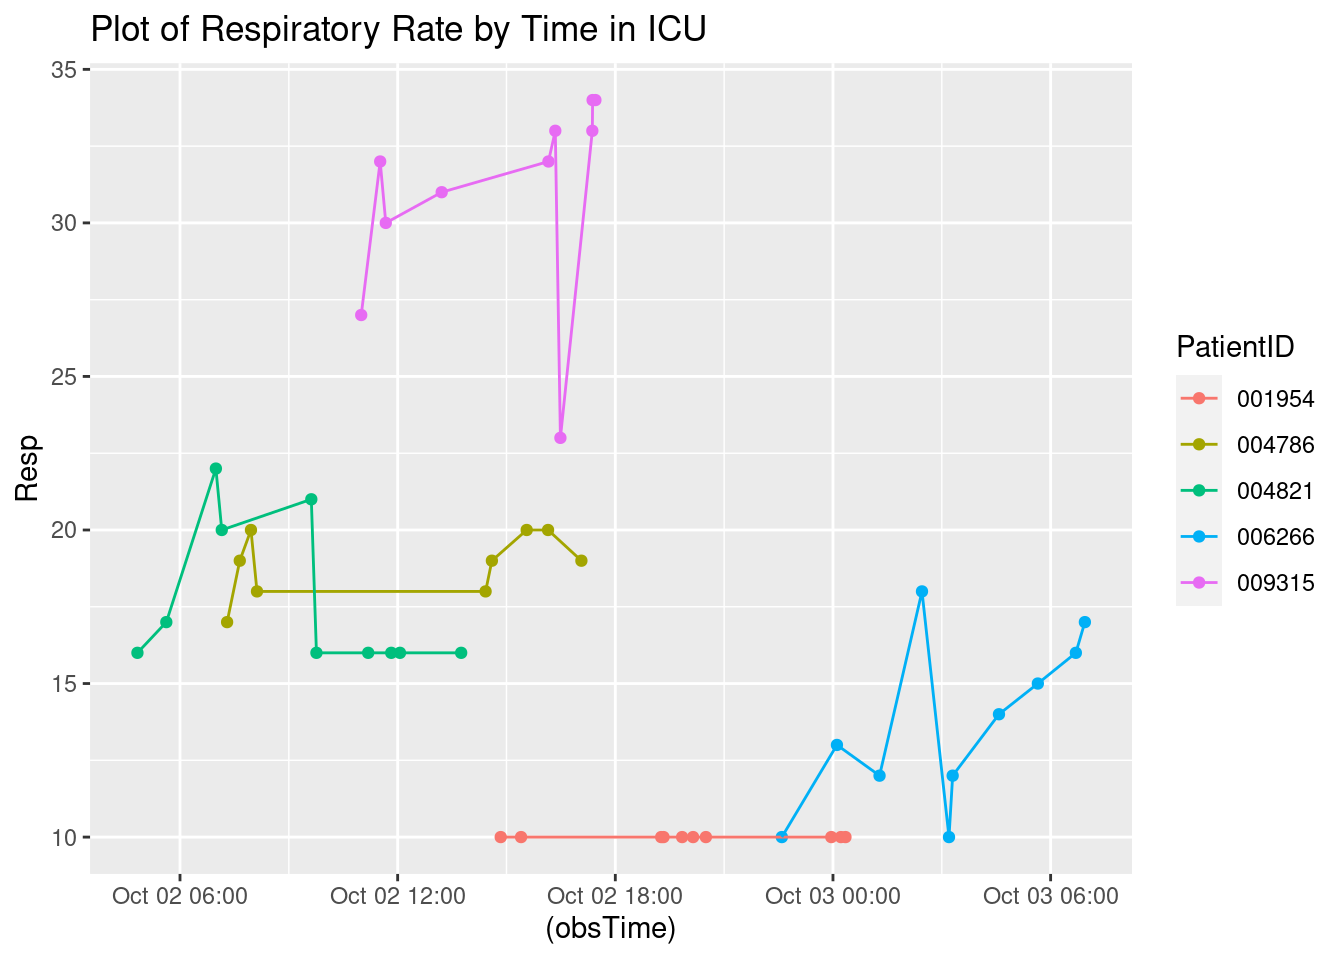 Plot of Respiratory Rate by Time in ICU
35
30
25
20
15
10
Resp
Oct 02 06:00 Oct 02 12:00 Oct 02 18:00 Oct 03 00:00 Oct 03 06:00
(obsTime)
PatientID
001954
004786
004821
006266
009315